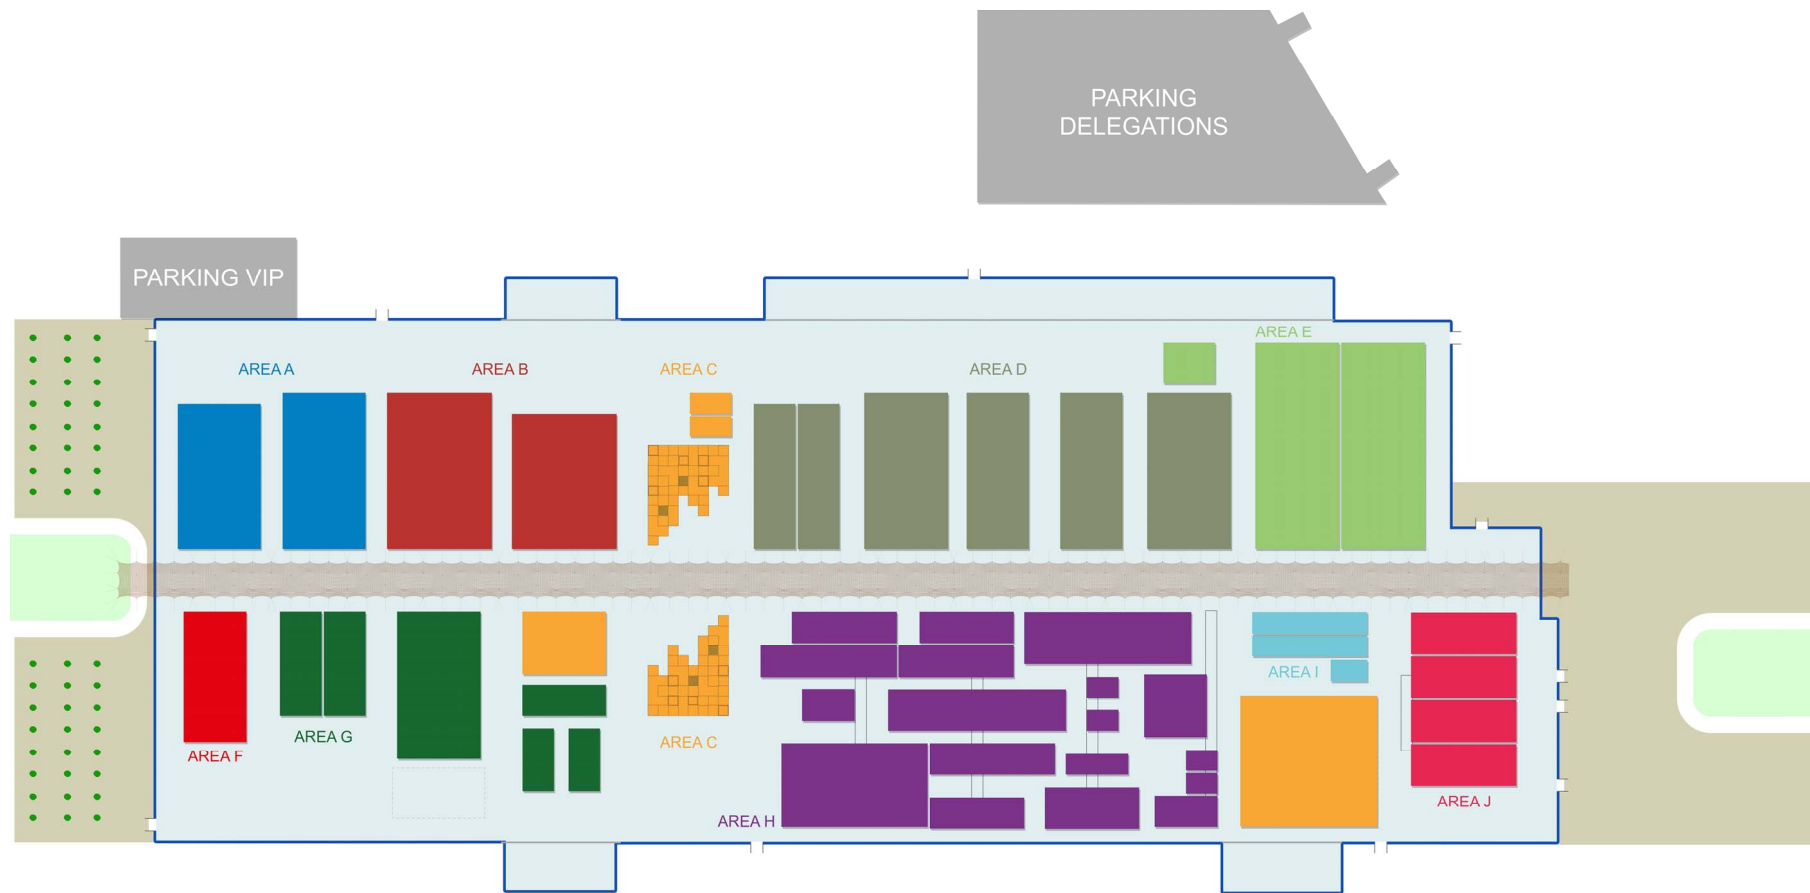 PARKING
DELEGATIONS
PARKING VIP
AREA E
AREA A
AREA B
AREA C
AREA D
AREA I
AREA G
AREA C
AREA F
AREA J
AREA H